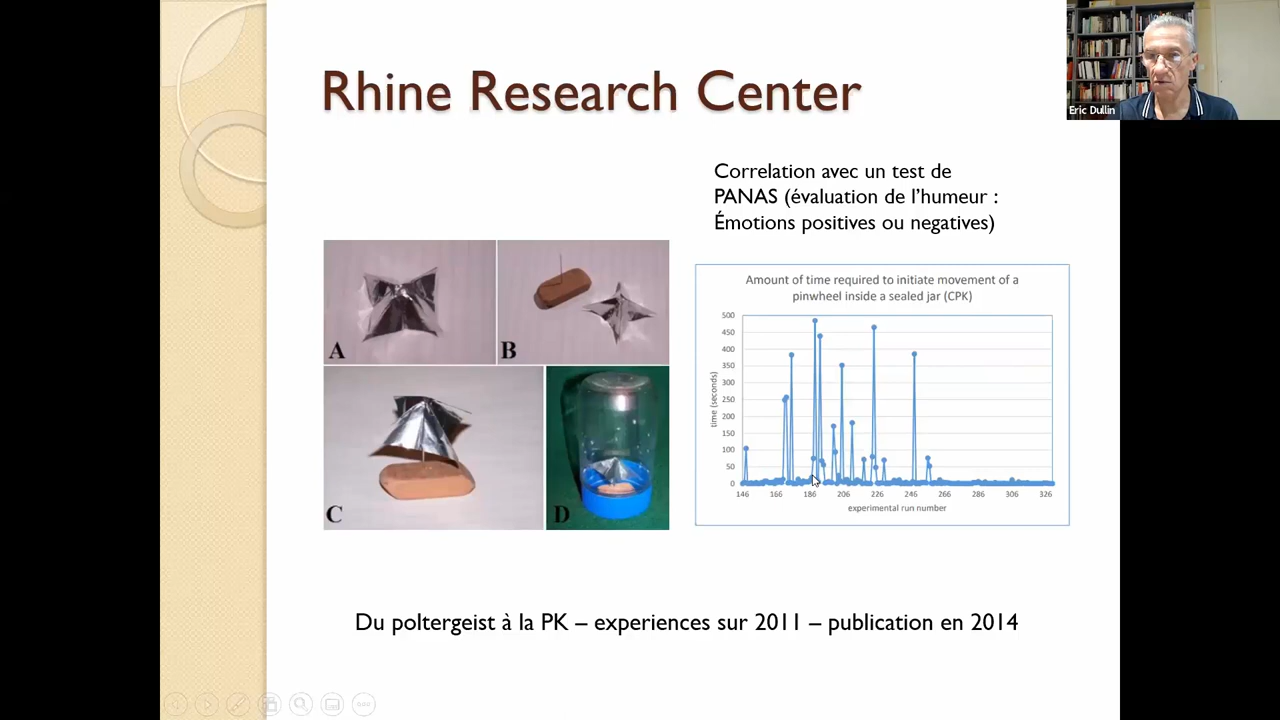 Rhine Research Center
Eric Dullin
Correlation avec un test de
PANAS (évaluation de l'humeur :
Émotions positives ou negatives)
A
B
C
D
Amount of time required to initiate movement of a
pinwheel inside a sealed jar (CPK)
time (seconds)
500
450
400
350
300
250
200
150
100
50
0
146 166 186 206 226 246 266 286 306 326
experimental run number
Du poltergeist à la PK – experiences sur 2011 – publication en 2014